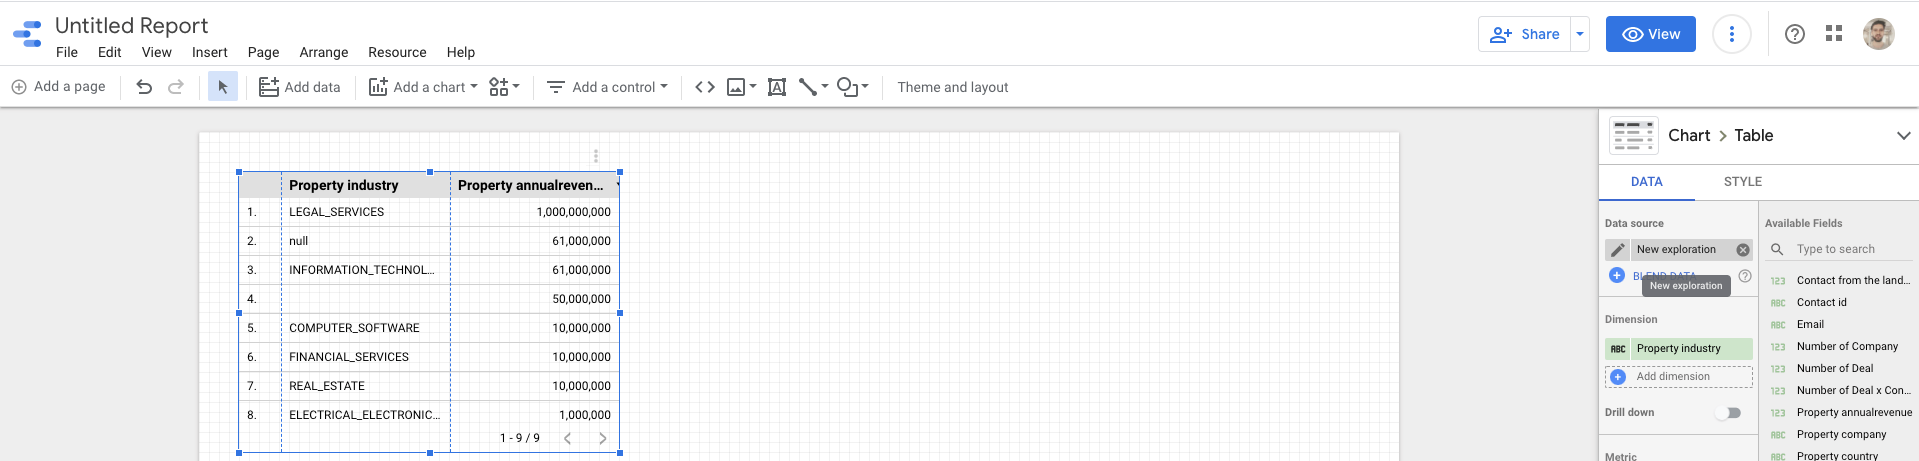 Untitled Report
File Edit View Insert Page Arrange Resource Help
Share View
Add a page Add data Add a chart Add a control Theme and layout
Property industry Property annualreven...
1. LEGAL_SERVICES 1,000,000,000
2. null 61,000,000
3. INFORMATION_TECHNOL... 61,000,000
4. 50,000,000
5. COMPUTER_SOFTWARE 10,000,000
6. FINANCIAL_SERVICES 10,000,000
7. REAL_ESTATE 10,000,000
8. ELECTRICAL_ELECTRONIC... 1,000,000
1 - 9 / 9
Chart > Table
DATA STYLE
Data source
New exploration
BLEND DATA
New exploration
Dimension
ABC Property industry
Add dimension
Drill down
Metric
Available Fields
Type to search
123 Contact from the land...
ABC Contact id
ABC Email
123 Number of Company
123 Number of Deal
123 Number of Deal x Con...
123 Property annualrevenue
ABC Property company
ABC Property country